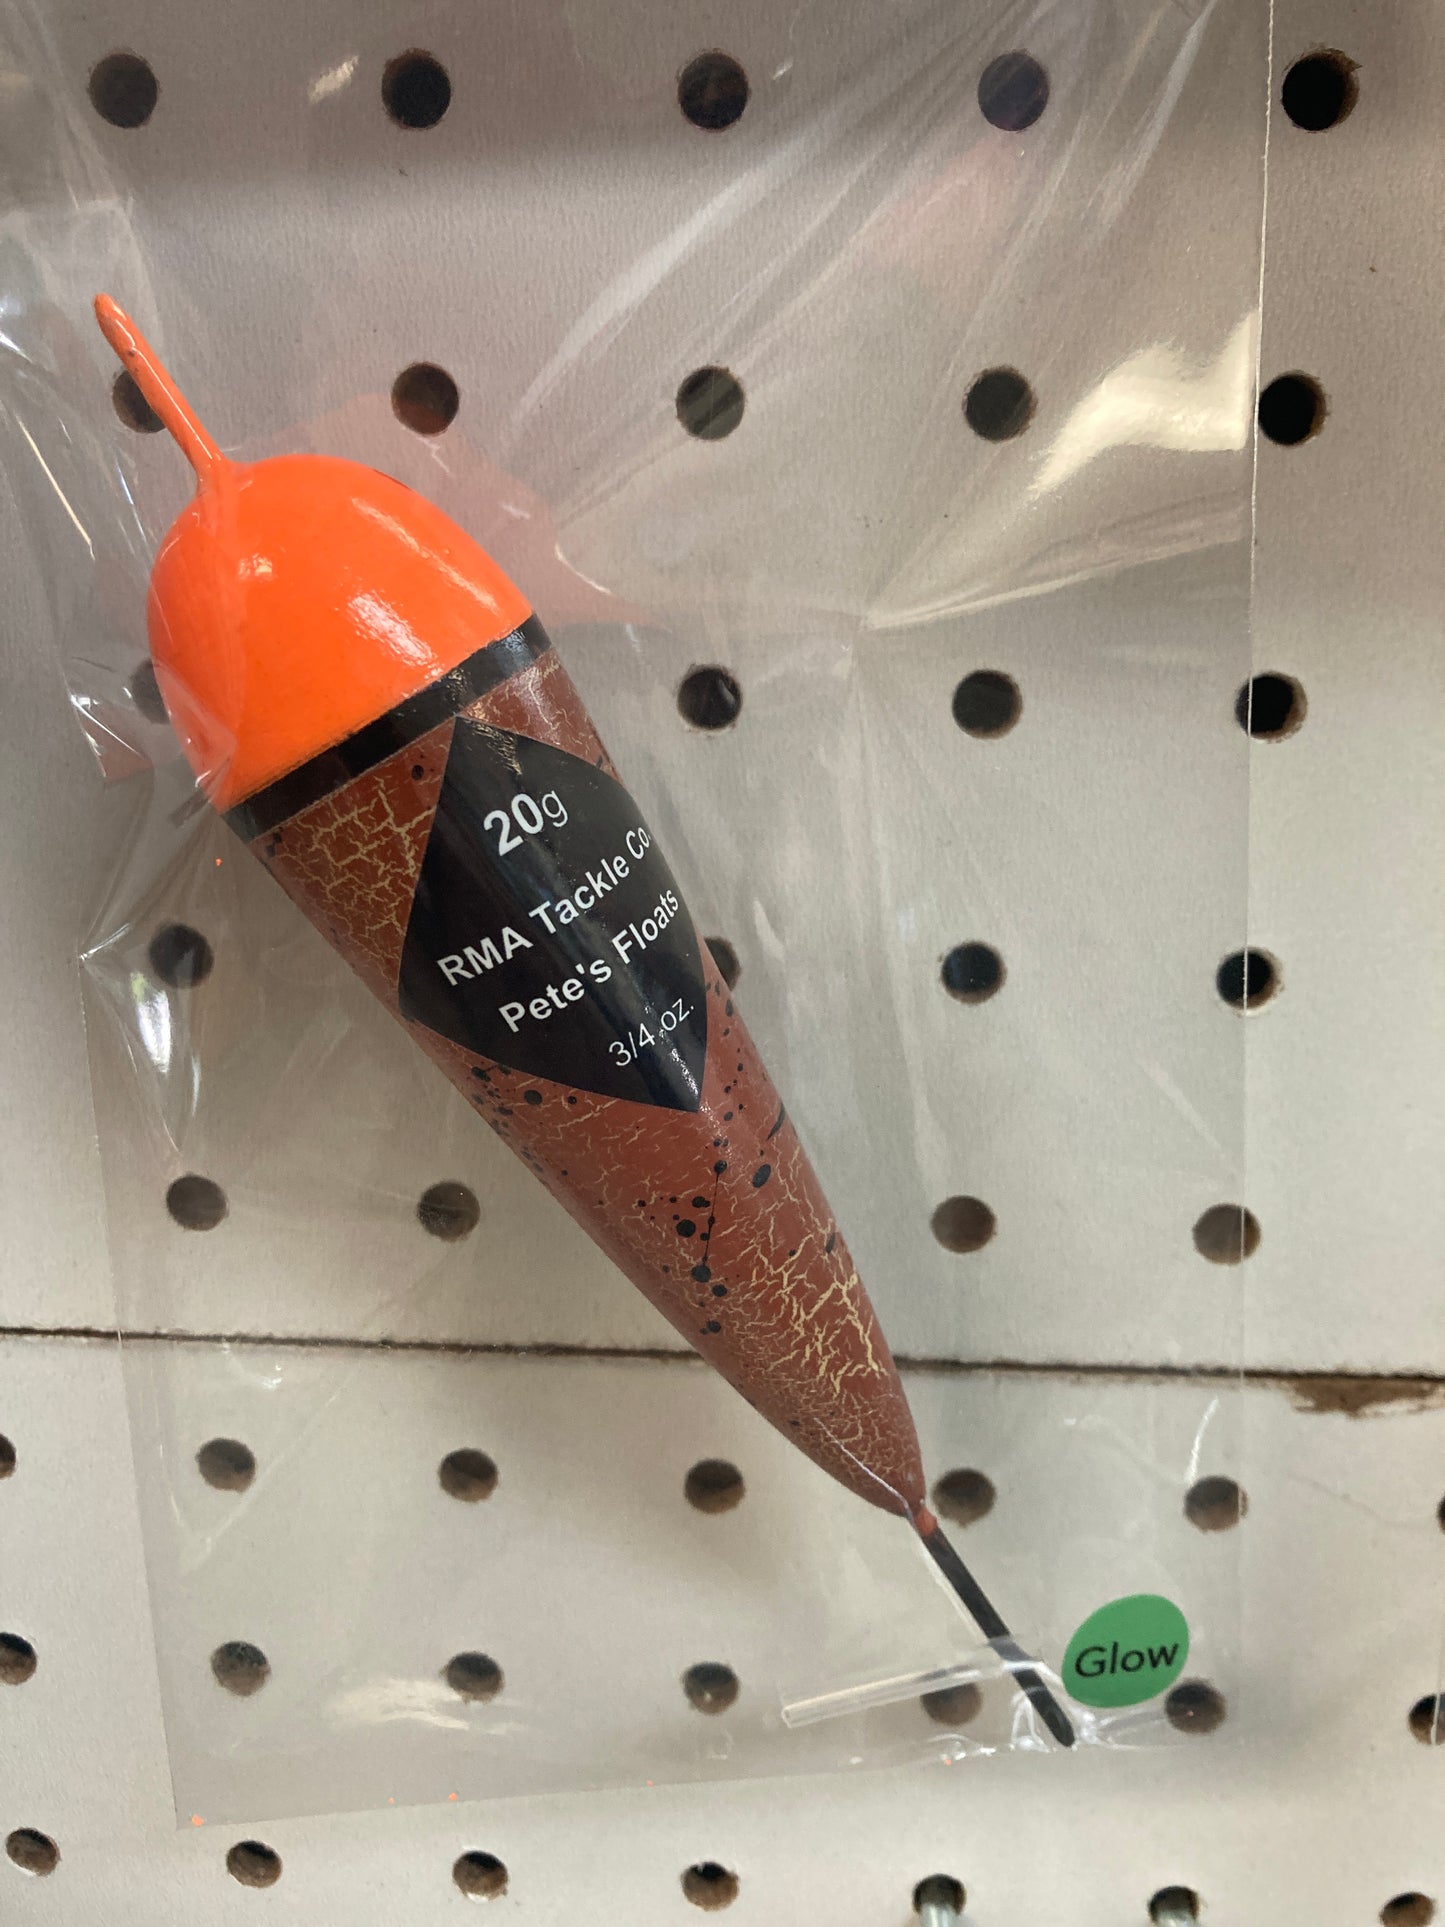 20g
RMA Tackle Co.
Pete's Floats
3/4 oz.
Glow